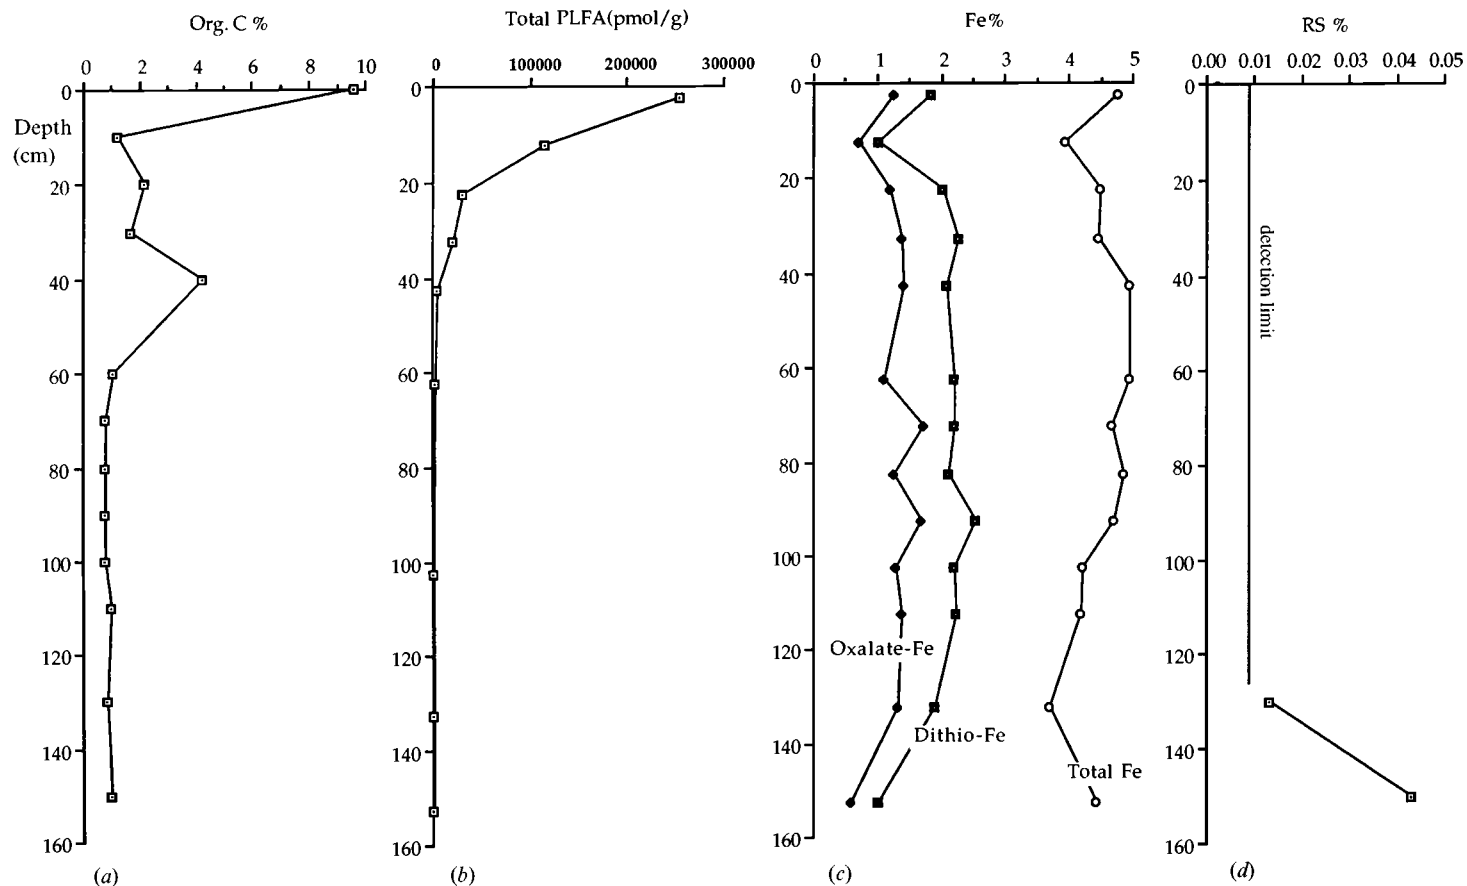 Org. C %
0 2 4 6 8 10
Depth
(cm)
0
20
40
60
80
100
120
140
160
(a)
Total PLFA(pmol/g)
0 100000 200000 300000
0
20
40
60
80
100
120
140
160
(b)
Fe%
0 1 2 3 4 5
0
20
40
60
80
100
120
140
160
Oxalate-Fe
Dithio-Fe
Total Fe
(c)
RS %
0.00 0.01 0.02 0.03 0.04 0.05
0
20
40
60
80
100
120
140
160
detection limit
(d)